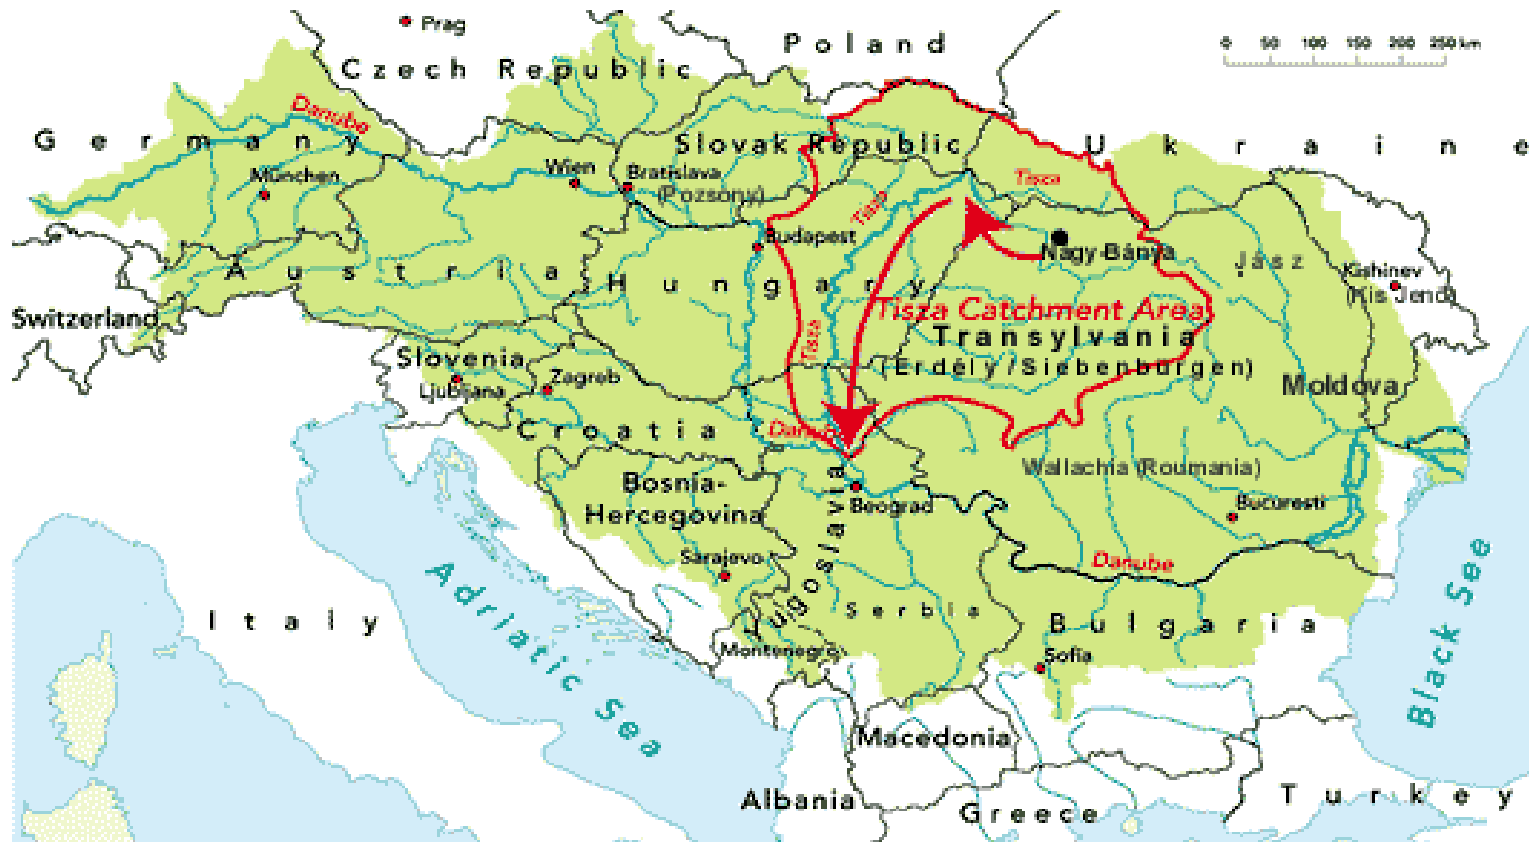 Prag
Poland
0 50 100 150 200 250 km
Czech Republic
Danube
Germany
Slovak Republic
Ukraine
Wien
Bratislava
(Pozsony)
München
Tisza
Tisza
Budapest
Nagy-Bánya
Jász
Kishinev
(Kis Jenő)
Austria
Hungary
Switzerland
Tisza Catchment Area
Transylvania
(Erdély/Siebenbürgen)
Tisza
Slovenia
Ljubljana
Zagreb
Moldova
Croatia
Danube
Wallachia (Roumania)
Bosnia-
Hercegovina
Beograd
Bucuresti
Yugoslavia
Sarajevo
Danube
Adriatic Sea
Black See
Serbia
Italy
Bulgaria
Montenegro
Sofia
Macedonia
Albania
Greece
Turkey